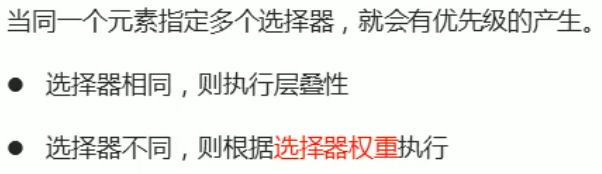 当同一个元素指定多个选择器，就会有优先级的产生。
● 选择器相同，则执行层叠性
● 选择器不同，则根据选择器权重执行